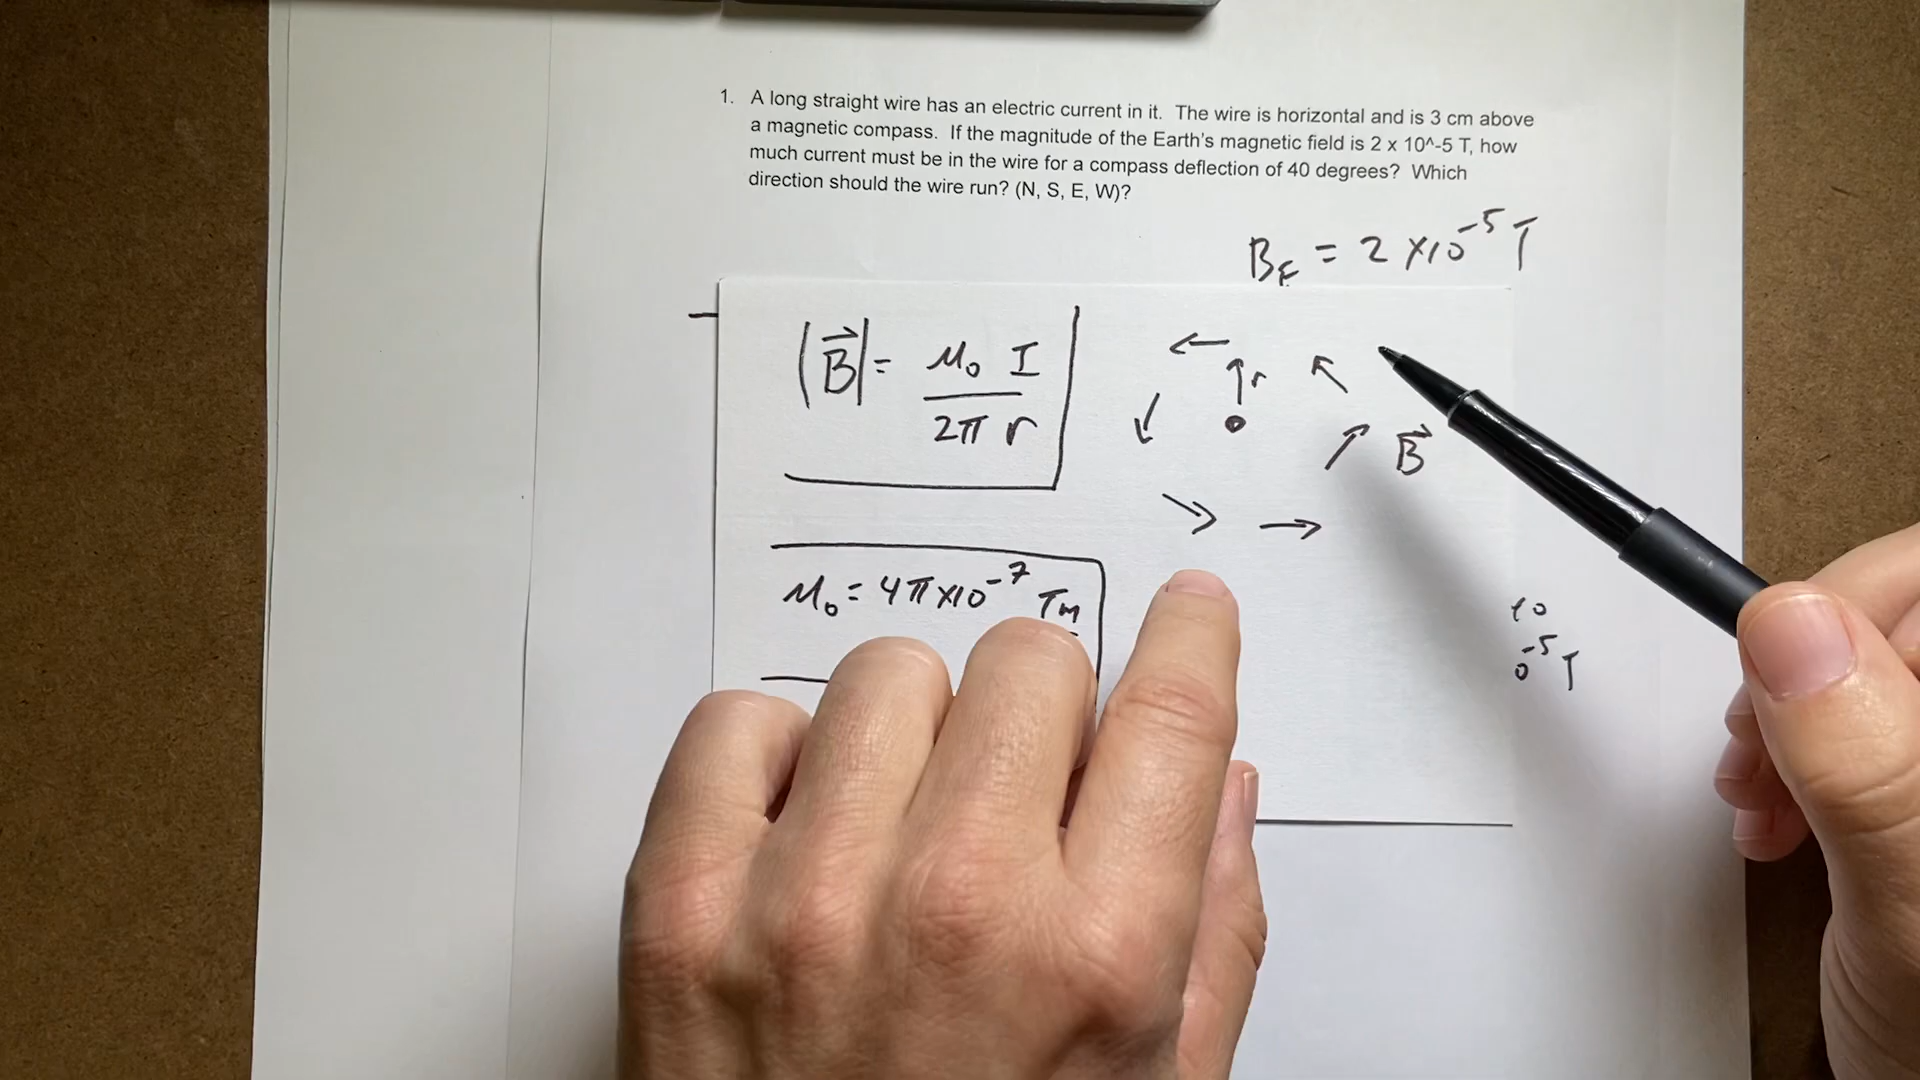 1. A long straight wire has an electric current in it. The wire is horizontal and is 3 cm above
a magnetic compass. If the magnitude of the Earth's magnetic field is 2 x 10^-5 T, how
much current must be in the wire for a compass deflection of 40 degrees? Which
direction should the wire run? (N, S, E, W)?
B_E = 2 x10^-5 T
|B⃗| = μ₀ I / 2π r
r
B⃗
μ₀ = 4π x10^-7 Tm
10
0^-5 T